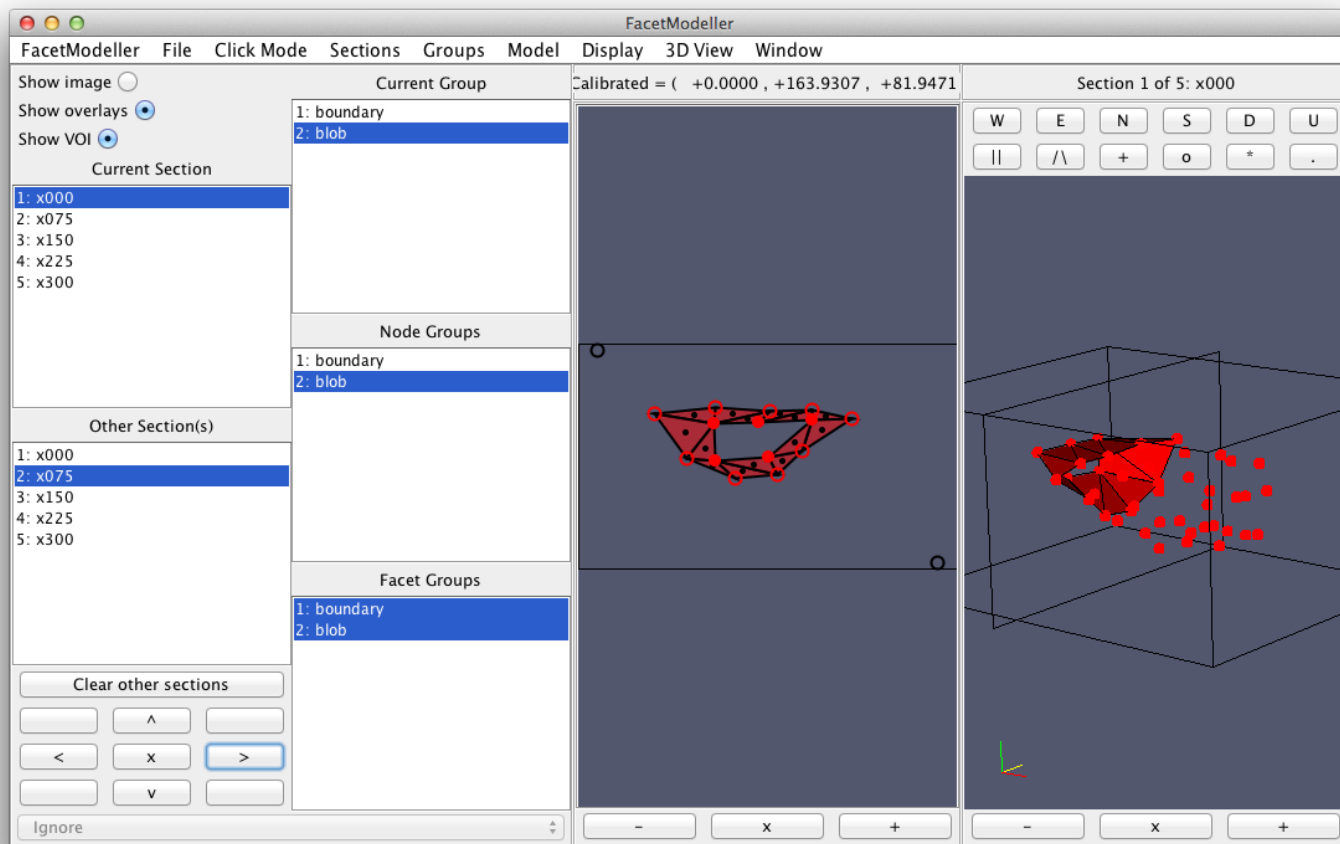 FacetModeller
FacetModeller File Click Mode Sections Groups Model Display 3D View Window
Show image
Show overlays
Show VOI
Current Section
1: x000
2: x075
3: x150
4: x225
5: x300
Other Section(s)
1: x000
2: x075
3: x150
4: x225
5: x300
Clear other sections
^
< x >
v
Ignore
Current Group
1: boundary
2: blob
Node Groups
1: boundary
2: blob
Facet Groups
1: boundary
2: blob
Calibrated = ( +0.0000 , +163.9307 , +81.9471
- x +
Section 1 of 5: x000
W E N S D U
|| /\ + o * .
- x +